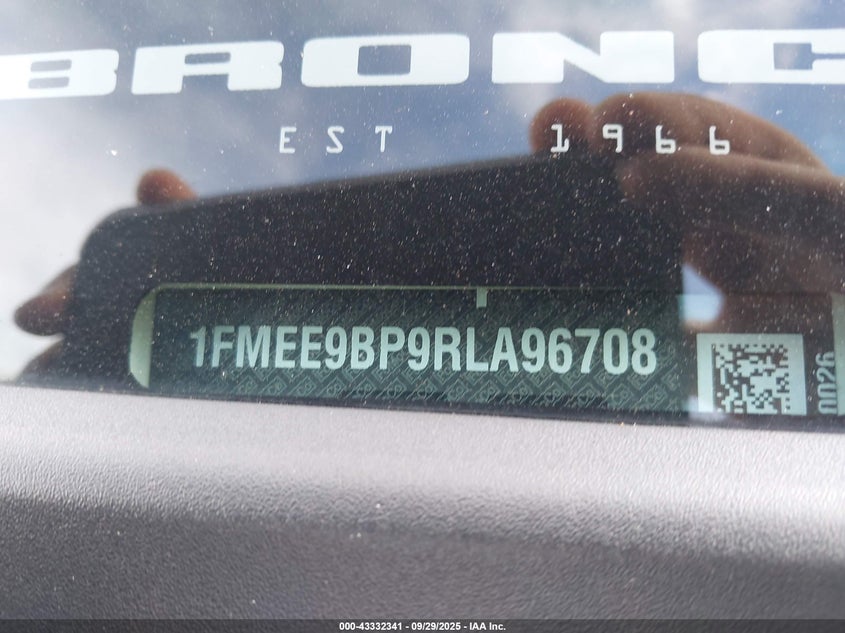 BRONC
EST 1966
1FMEE9BP9RLA96708
0026
000-43332341 - 09/29/2025 - IAA Inc.